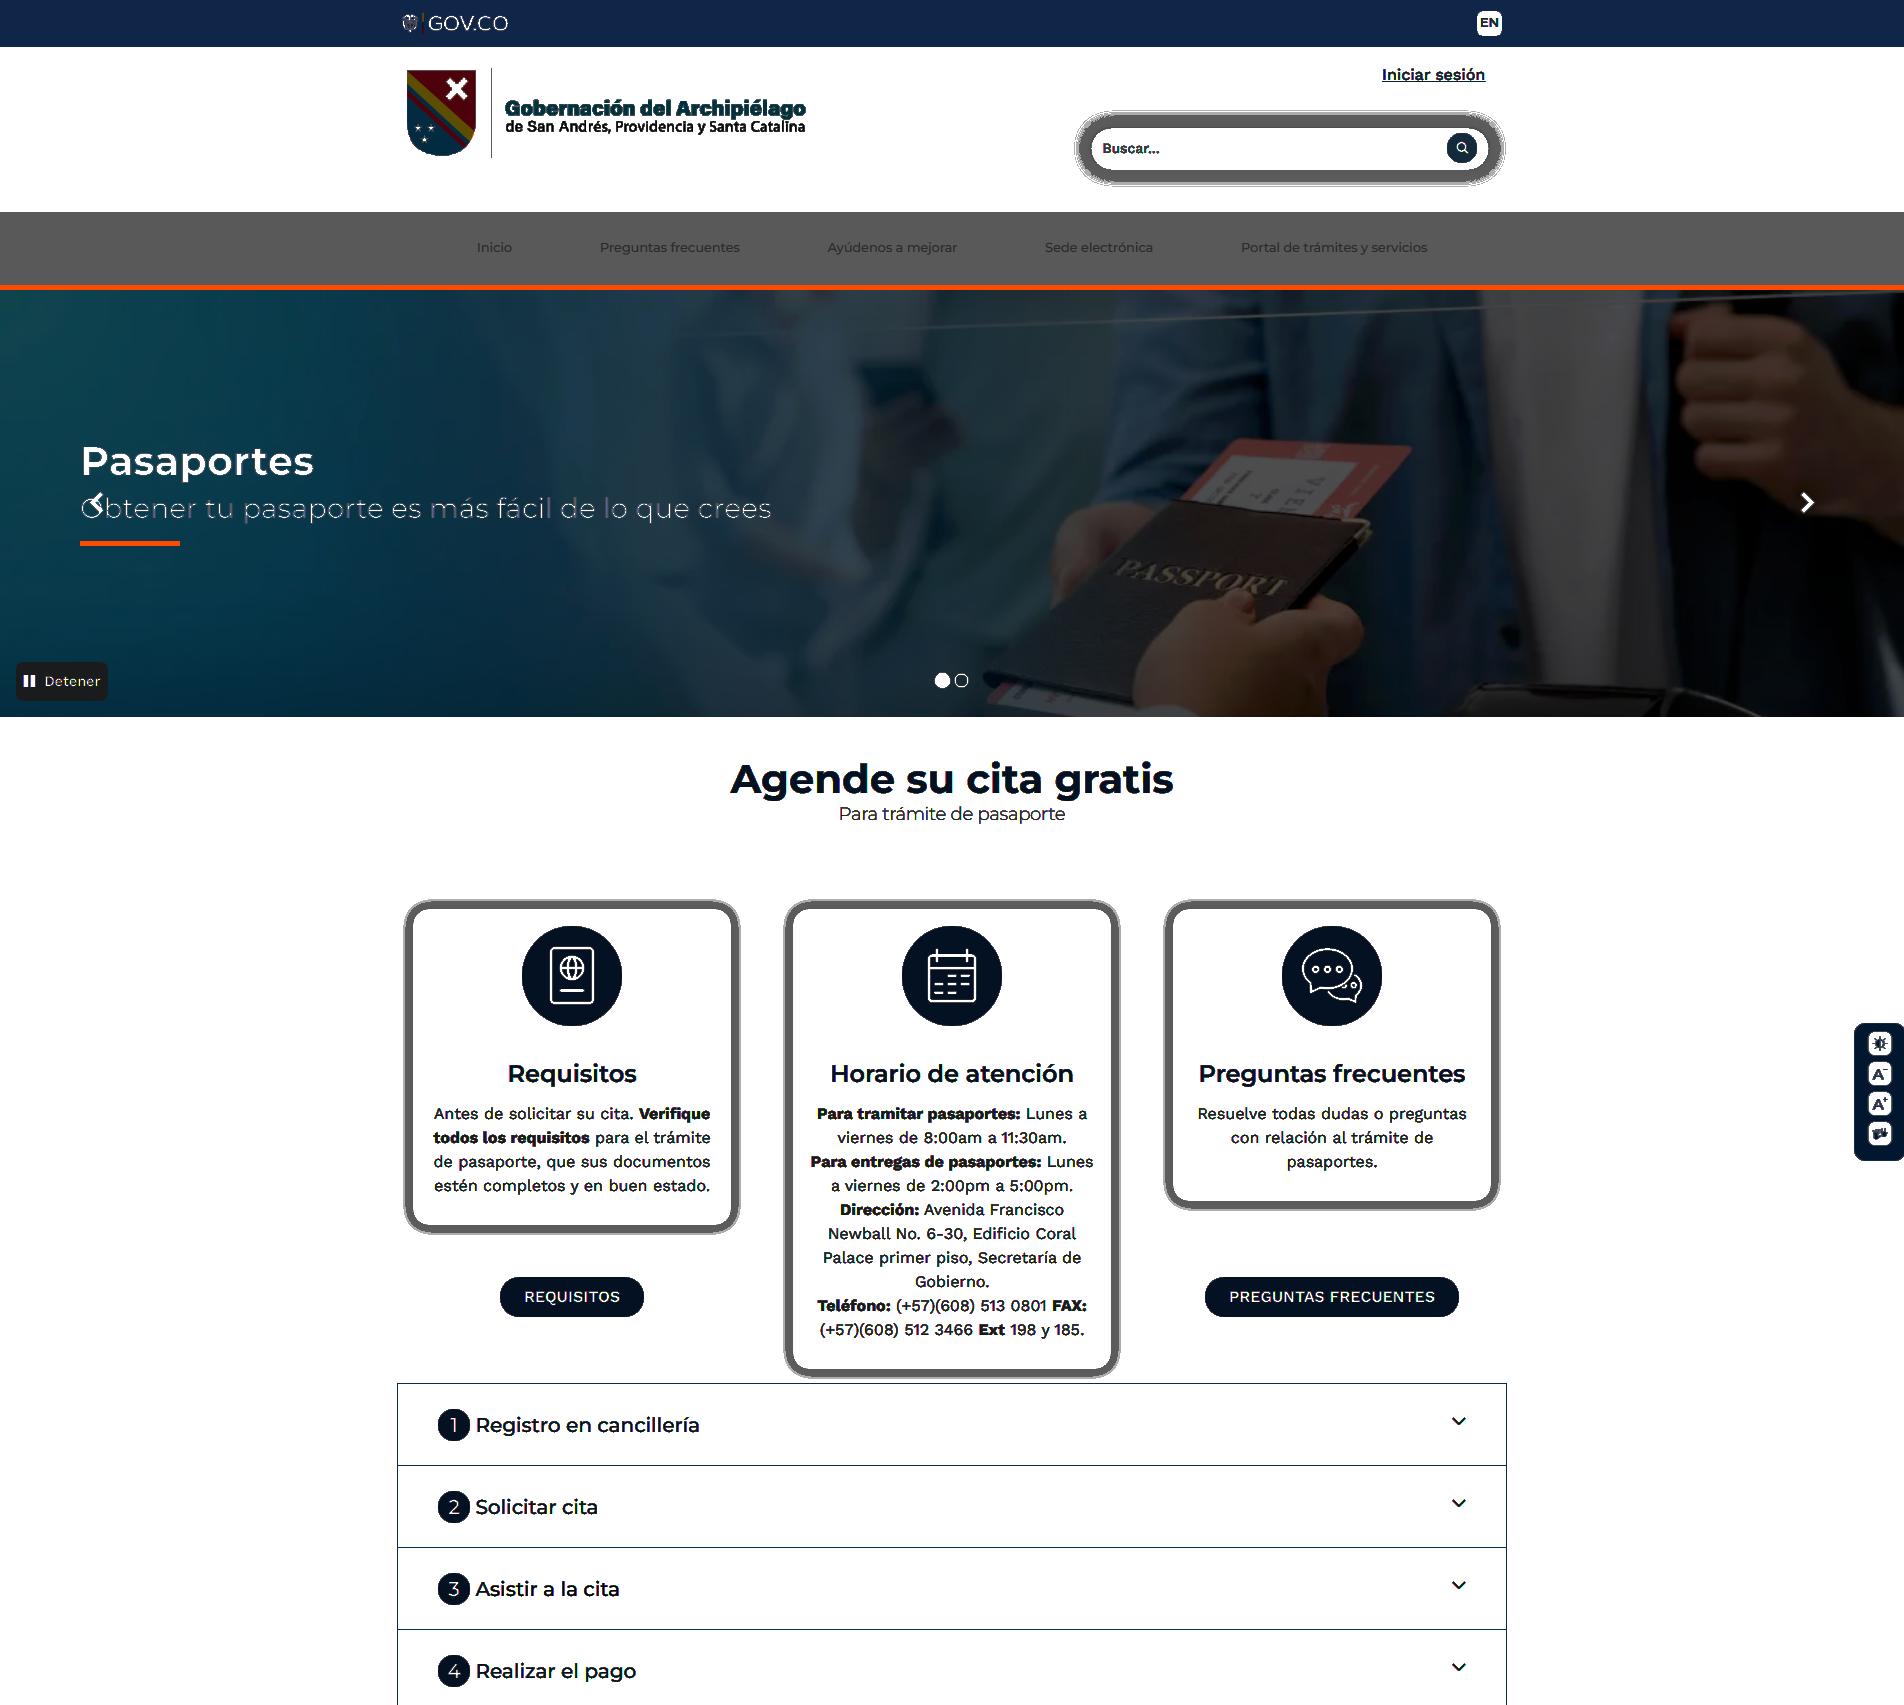 GOV.CO
EN
Iniciar sesión
Gobernación del Archipiélago
de San Andrés, Providencia y Santa Catalina
Buscar...
Inicio
Preguntas frecuentes
Ayúdenos a mejorar
Sede electrónica
Portal de trámites y servicios
Pasaportes
Obtener tu pasaporte es más fácil de lo que crees
PASSPORT
Detener
Agende su cita gratis
Para trámite de pasaporte
Requisitos
Antes de solicitar su cita. Verifique
todos los requisitos para el trámite
de pasaporte, que sus documentos
estén completos y en buen estado.
REQUISITOS
Horario de atención
Para tramitar pasaportes: Lunes a
viernes de 8:00am a 11:30am.
Para entregas de pasaportes: Lunes
a viernes de 2:00pm a 5:00pm.
Dirección: Avenida Francisco
Newball No. 6-30, Edificio Coral
Palace primer piso, Secretaría de
Gobierno.
Teléfono: (+57)(608) 513 0801 FAX:
(+57)(608) 512 3466 Ext 198 y 185.
Preguntas frecuentes
Resuelve todas dudas o preguntas
con relación al trámite de
pasaportes.
PREGUNTAS FRECUENTES
A-
A+
1 Registro en cancillería
2 Solicitar cita
3 Asistir a la cita
4 Realizar el pago